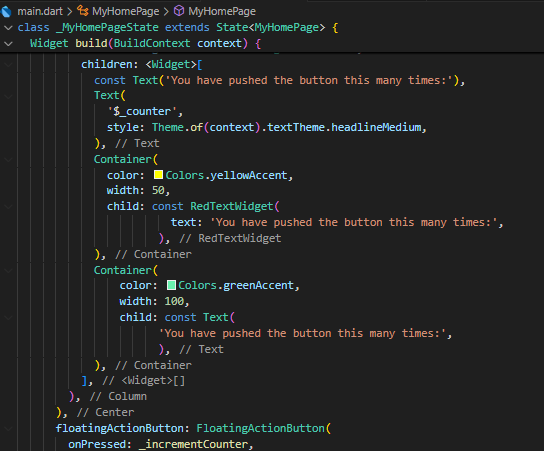 main.dart > MyHomePage > MyHomePage
class _MyHomePageState extends State<MyHomePage> {
Widget build(BuildContext context) {
children: <Widget>[
const Text('You have pushed the button this many times:'),
Text(
'$_counter',
style: Theme.of(context).textTheme.headlineMedium,
), // Text
Container(
color: Colors.yellowAccent,
width: 50,
child: const RedTextWidget(
text: 'You have pushed the button this many times:',
), // RedTextWidget
), // Container
Container(
color: Colors.greenAccent,
width: 100,
child: const Text(
'You have pushed the button this many times:',
), // Text
), // Container
], // <Widget>[]
), // Column
), // Center
floatingActionButton: FloatingActionButton(
onPressed: _incrementCounter,